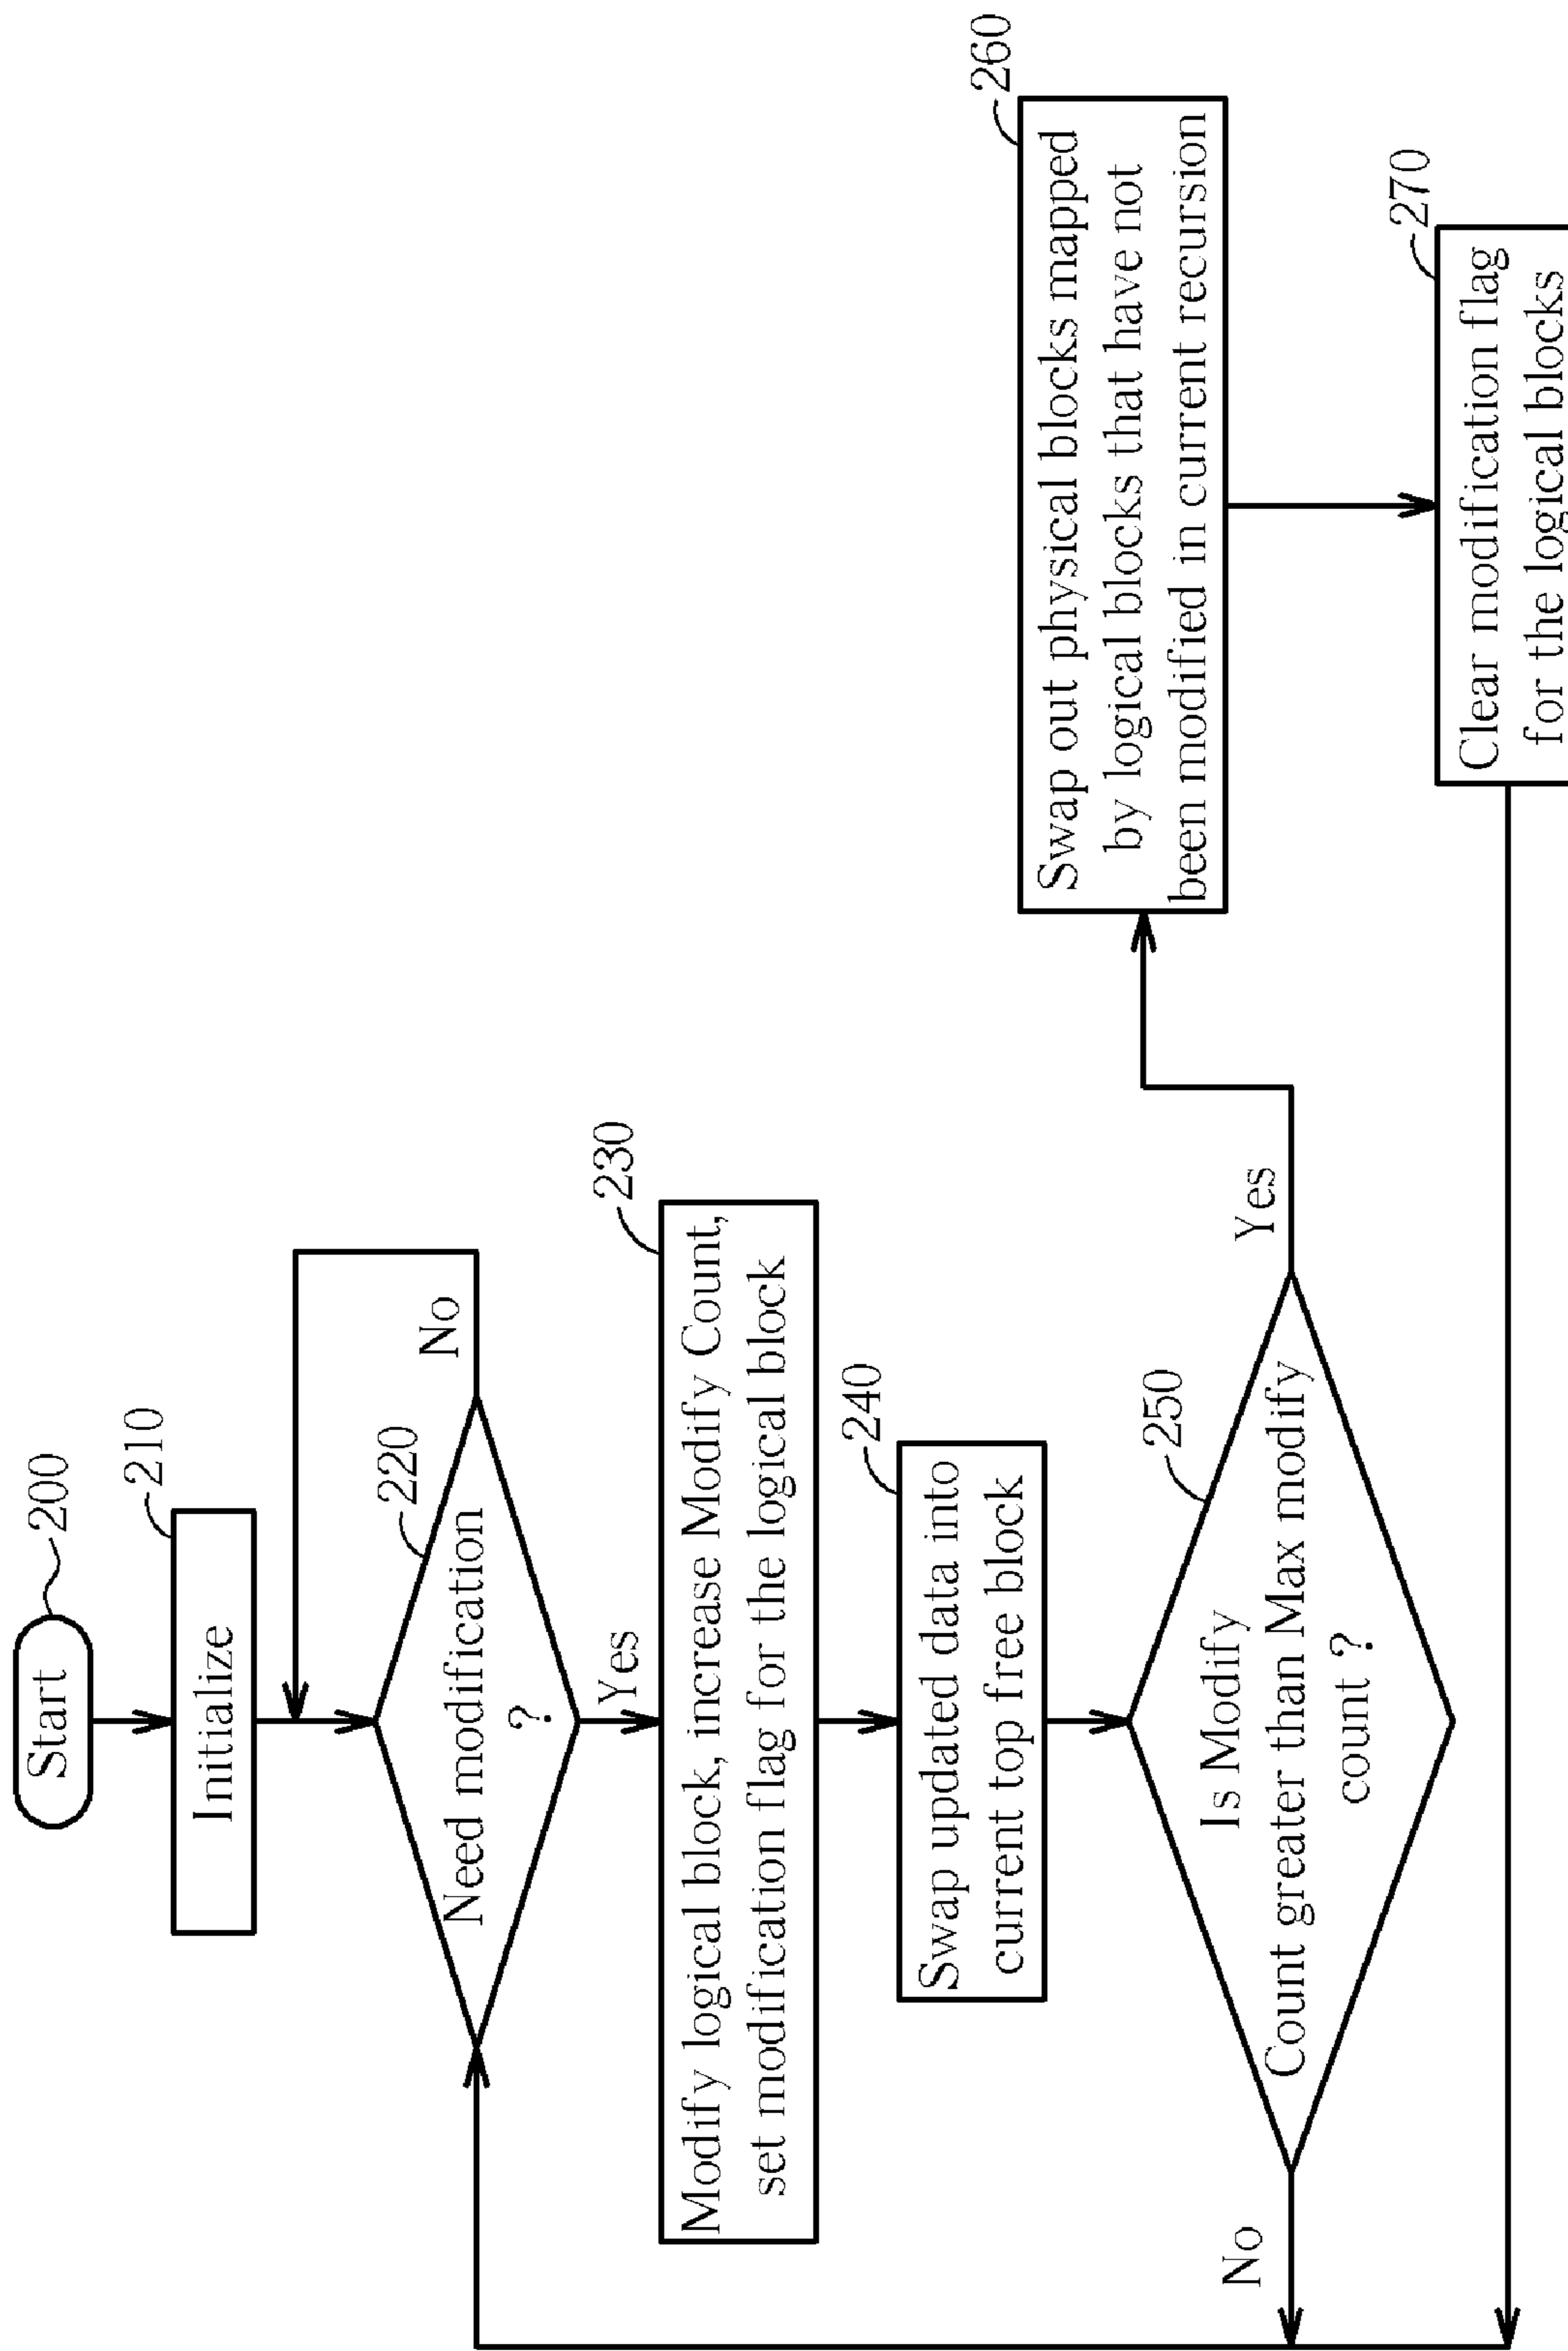 Start
200
Initialize
210
Need modification
?
220
No
Yes
Modify logical block, increase Modify Count,
set modification flag for the logical block
230
Swap updated data into
current top free block
240
Is Modify
Count greater than Max modify
count ?
250
No
Yes
Swap out physical blocks mapped
by logical blocks that have not
been modified in current recursion
260
Clear modification flag
for the logical blocks
270